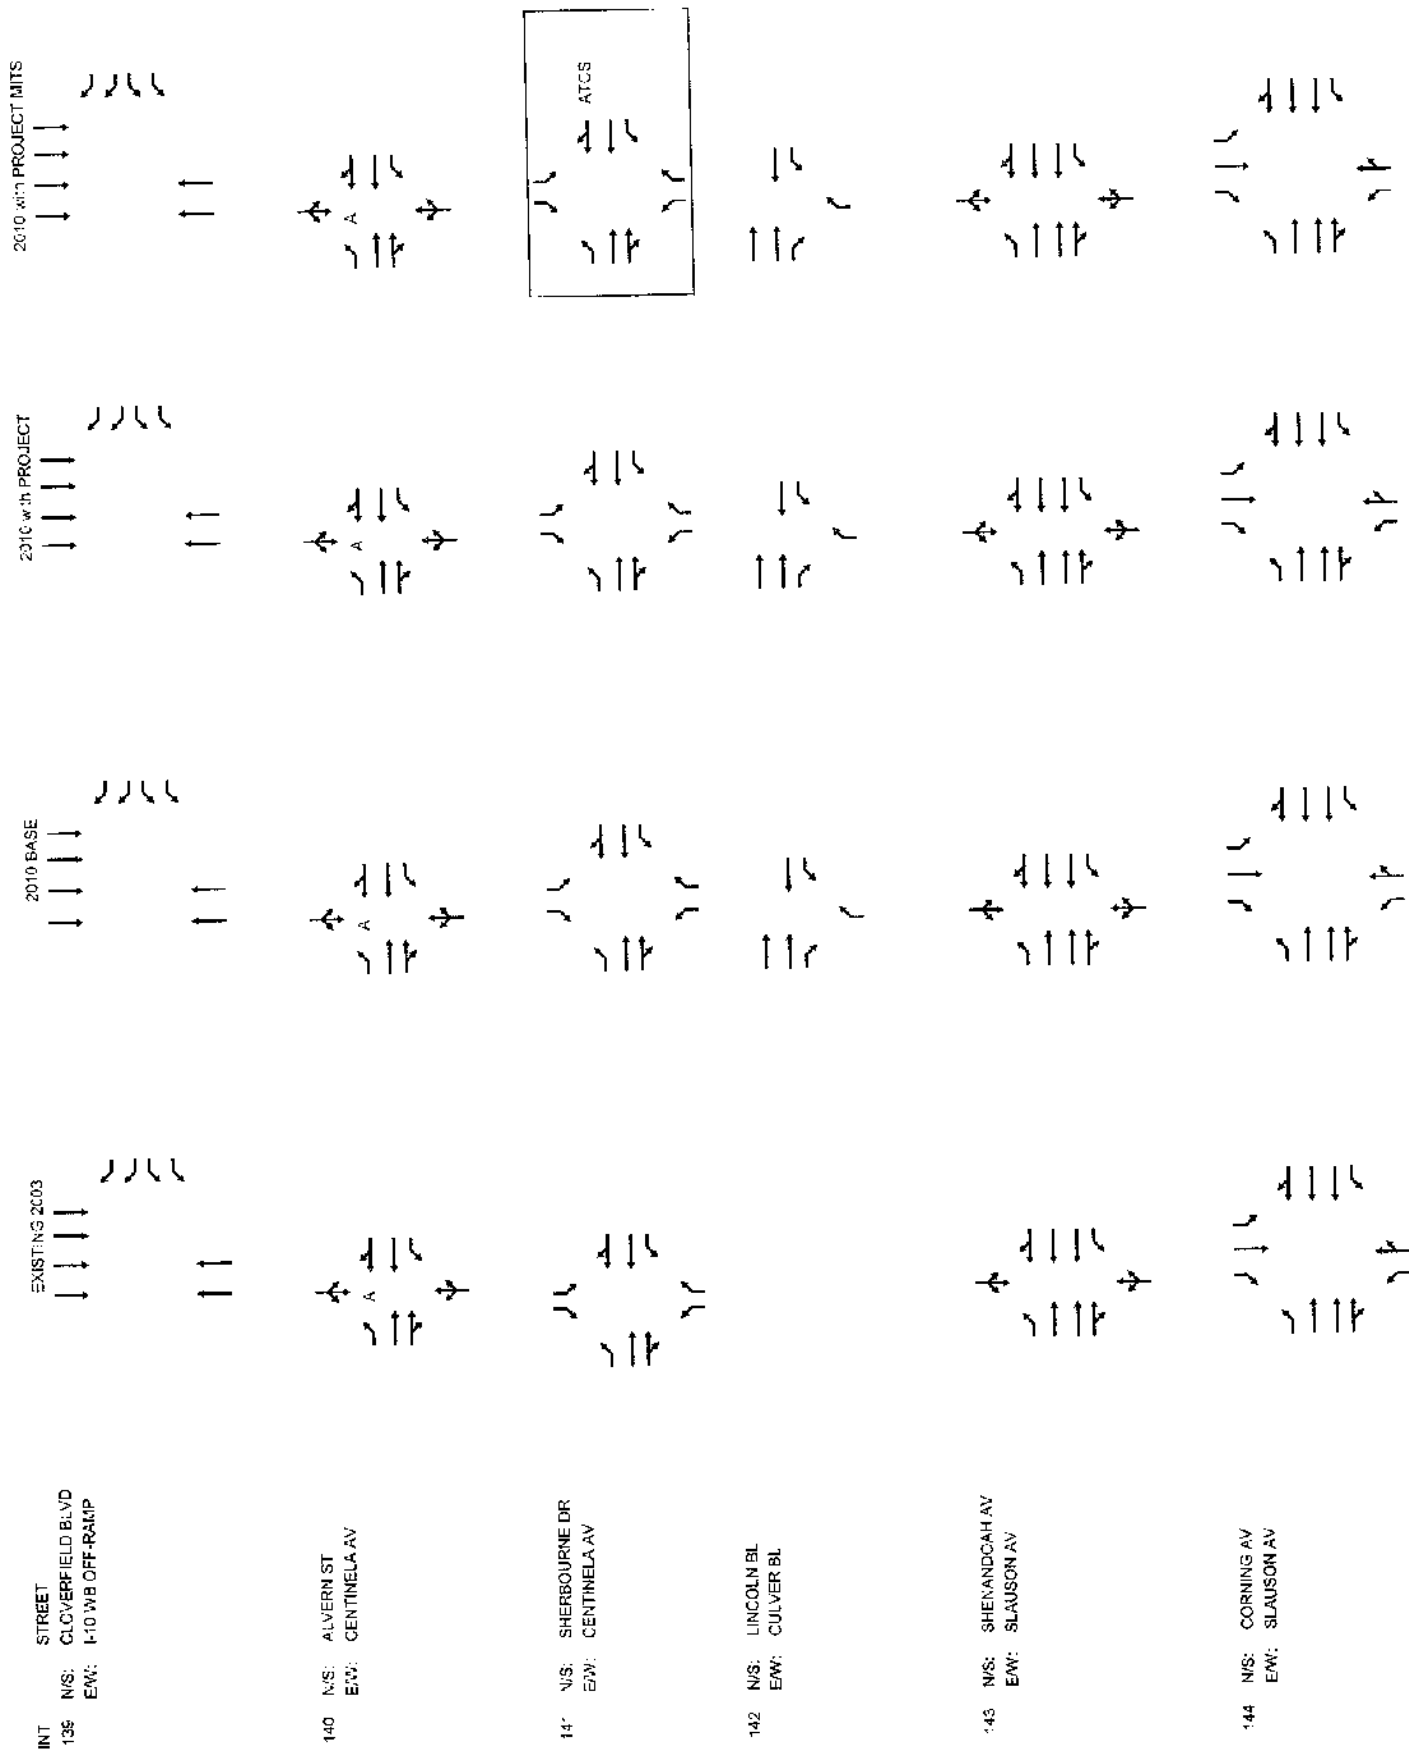 INT STREET EXISTING 2003 2010 BASE 2010 with PROJECT 2010 with PROJECT MITS
139 N/S: CLOVERFIELD BLVD
E/W: I-10 WB OFF-RAMP
140 N/S: ALVERN ST
E/W: CENTINELA AV
A A A A
141 N/S: SHERBOURNE DR
E/W: CENTINELA AV
ATCS
142 N/S: LINCOLN BL
E/W: CULVER BL
143 N/S: SHENANDOAH AV
E/W: SLAUSON AV
144 N/S: CORNING AV
E/W: SLAUSON AV